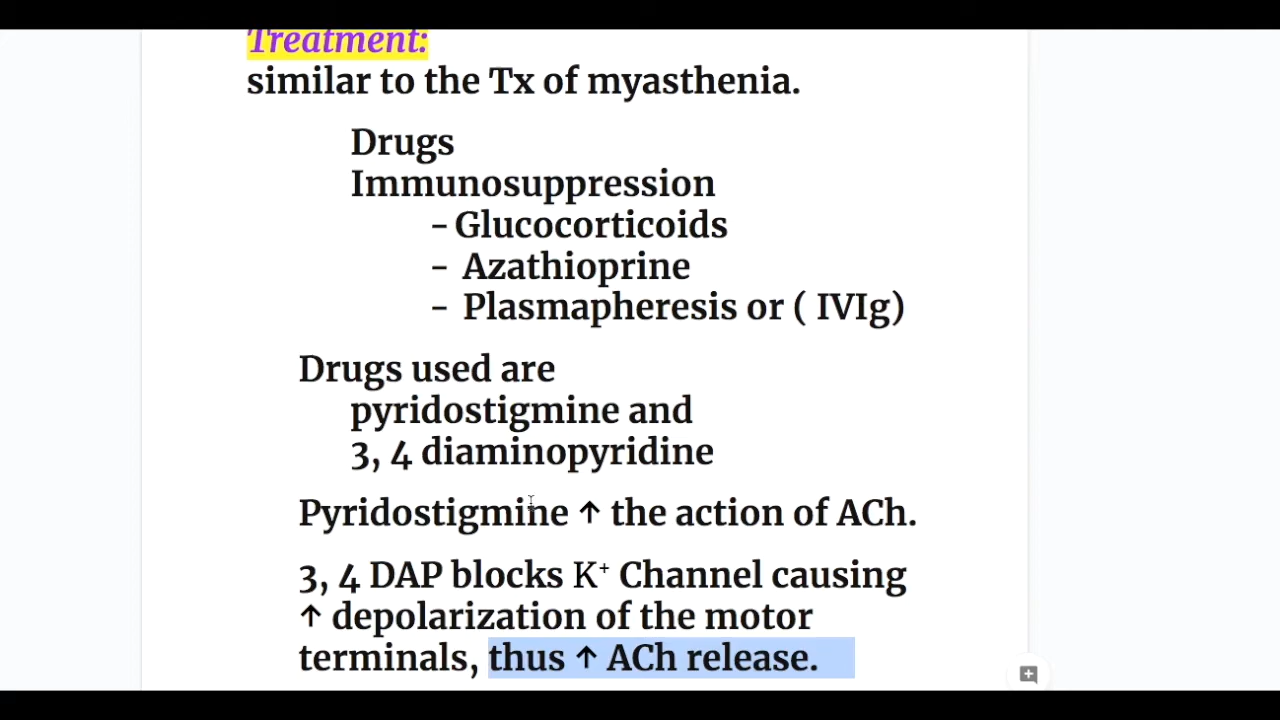 Treatment:
similar to the Tx of myasthenia.
Drugs
Immunosuppression
- Glucocorticoids
- Azathioprine
- Plasmapheresis or ( IVIg)
Drugs used are
pyridostigmine and
3, 4 diaminopyridine
Pyridostigmine ↑ the action of ACh.
3, 4 DAP blocks K⁺ Channel causing
↑ depolarization of the motor
terminals, thus ↑ ACh release.